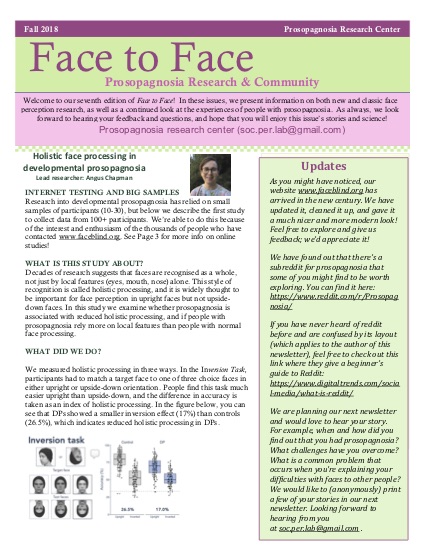 Fall 2018
Prosopagnosia Research Center
Face to Face
Prosopagnosia Research & Community
Welcome to our seventh edition of Face to Face! In these issues, we present information on both new and classic face
perception research, as well as a continued look at the experiences of people with prosopagnosia. As always, we look
forward to hearing your feedback and questions, and hope that you will enjoy this issue's stories and science!
Prosopagnosia research center (soc.per.lab@gmail.com)
Holistic face processing in
developmental prosopagnosia
Lead researcher: Angus Chapman
INTERNET TESTING AND BIG SAMPLES
Research into developmental prosopagnosia has relied on small
samples of participants (10-30), but below we describe the first study
to collect data from 100+ participants. We're able to do this because
of the interest and enthusiasm of the thousands of people who have
contacted www.faceblind.org. See Page 3 for more info on online
studies!
WHAT IS THIS STUDY ABOUT?
Decades of research suggests that faces are recognised as a whole,
not just by local features (eyes, mouth, nose) alone. This style of
recognition is called holistic processing, and it is widely thought to
be important for face perception in upright faces but not upside-
down faces. In this study we examine whether prosopagnosia is
associated with reduced holistic processing, and if people with
prosopagnosia rely more on local features than people with normal
face processing.
WHAT DID WE DO?
We measured holistic processing in three ways. In the Inversion Task,
participants had to match a target face to one of three choice faces in
either upright or upside-down orientation. People find this task much
easier upright than upside-down, and the difference in accuracy is
taken as an index of holistic processing. In the figure below, you can
see that DPs showed a smaller inversion effect (17%) than controls
(26.5%), which indicates reduced holistic processing in DPs.
Inversion task
Control
DP
26.5%
17.0%
Updates
As you might have noticed, our
website www.faceblind.org has
arrived in the new century. We have
updated it, cleaned it up, and gave it
a much nicer and more modern look!
Feel free to explore and give us
feedback; we'd appreciate it!
We have found out that there's a
subreddit for prosopagnosia that
some of you might find to be worth
exploring. You can find it here:
https://www.reddit.com/r/Prosopag
nosia/
If you have never heard of reddit
before and are confused by its layout
(which applies to the author of this
newsletter), feel free to check out this
link where they give a beginner's
guide to Reddit:
https://www.digitaltrends.com/socia
l-media/what-is-reddit/
We are planning our next newsletter
and would love to hear your story.
For example, when and how did you
find out that you had prosopagnosia?
What challenges have you overcome?
What is a common problem that
occurs when you're explaining your
difficulties with faces to other people?
We would like to (anonymously) print
a few of your stories in our next
newsletter. Looking forward to
hearing from you
at soc.per.lab@gmail.com .